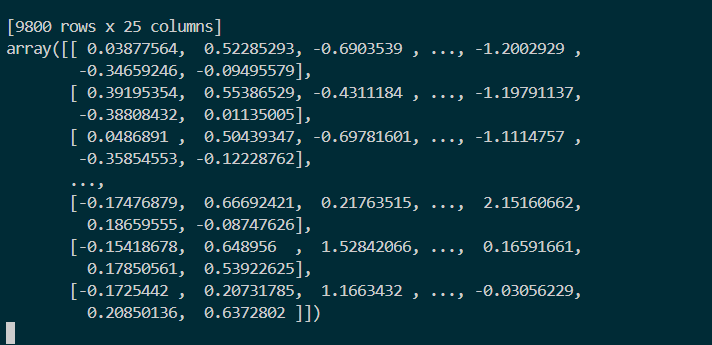 [9800 rows x 25 columns]
array([[ 0.03877564,  0.52285293, -0.6903539 , ..., -1.2002929 ,
        -0.34659246, -0.09495579],
       [ 0.39195354,  0.55386529, -0.4311184 , ..., -1.19791137,
        -0.38808432,  0.01135005],
       [ 0.0486891 ,  0.50439347, -0.69781601, ..., -1.1114757 ,
        -0.35854553, -0.12228762],
       ...,
       [-0.17476879,  0.66692421,  0.21763515, ...,  2.15160662,
         0.18659555, -0.08747626],
       [-0.15418678,  0.648956  ,  1.52842066, ...,  0.16591661,
         0.17850561,  0.53922625],
       [-0.1725442 ,  0.20731785,  1.1663432 , ..., -0.03056229,
         0.20850136,  0.6372802 ]])